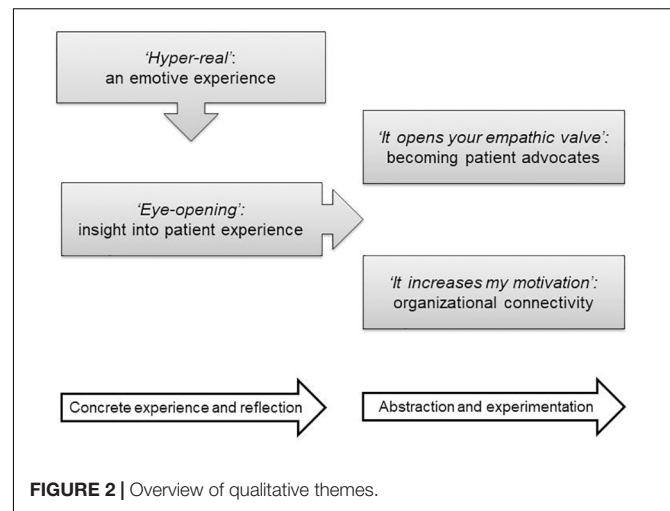 'Hyper-real':
an emotive experience
'It opens your empathic valve':
becoming patient advocates
'Eye-opening':
insight into patient experience
'It increases my motivation':
organizational connectivity
Concrete experience and reflection
Abstraction and experimentation
FIGURE 2 | Overview of qualitative themes.